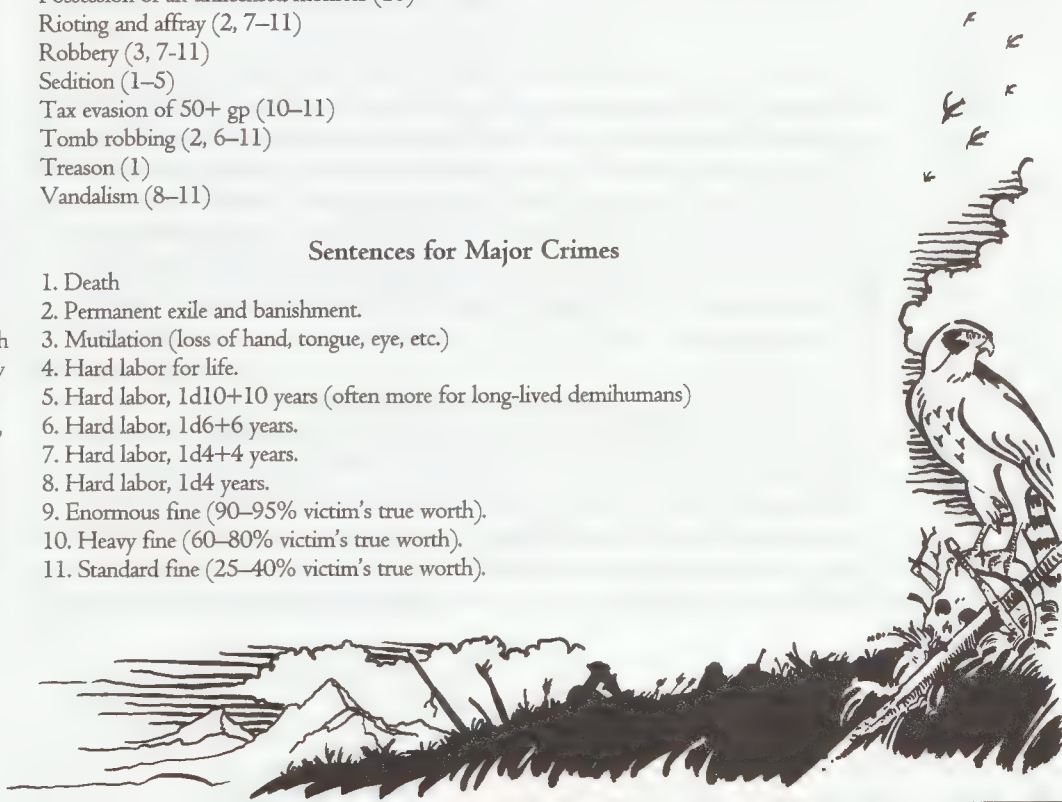 Rioting and affray (2, 7–11)
Robbery (3, 7-11)
Sedition (1–5)
Tax evasion of 50+ gp (10–11)
Tomb robbing (2, 6–11)
Treason (1)
Vandalism (8–11)
Sentences for Major Crimes
1. Death
2. Permanent exile and banishment.
3. Mutilation (loss of hand, tongue, eye, etc.)
4. Hard labor for life.
5. Hard labor, 1d10+10 years (often more for long-lived demihumans)
6. Hard labor, 1d6+6 years.
7. Hard labor, 1d4+4 years.
8. Hard labor, 1d4 years.
9. Enormous fine (90–95% victim's true worth).
10. Heavy fine (60–80% victim's true worth).
11. Standard fine (25–40% victim's true worth).